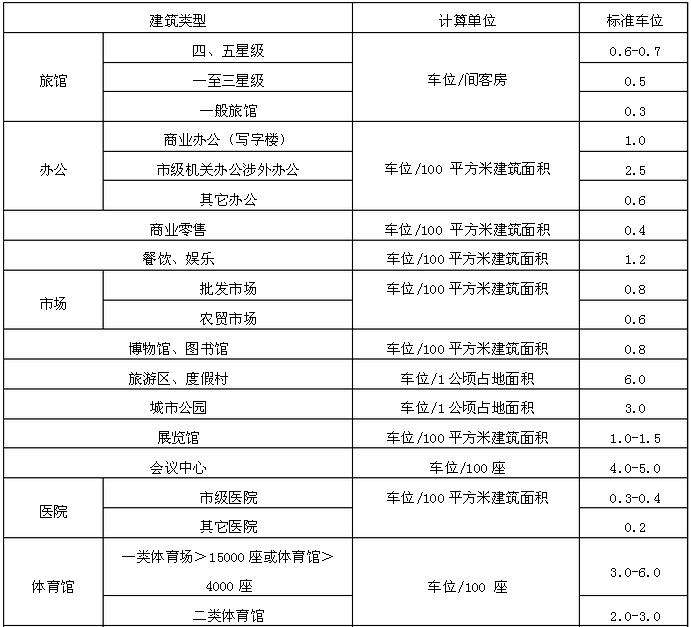 建筑类型 计算单位 标准车位
旅馆 四、五星级 车位/间客房 0.6-0.7
一至三星级 0.5
一般旅馆 0.3
办公 商业办公（写字楼） 车位/100 平方米建筑面积 1.0
市级机关办公涉外办公 2.5
其它办公 0.6
商业零售 车位/100 平方米建筑面积 0.4
餐饮、娱乐 车位/100 平方米建筑面积 1.2
市场 批发市场 车位/100 平方米建筑面积 0.8
农贸市场 0.6
博物馆、图书馆 车位/100 平方米建筑面积 0.8
旅游区、度假村 车位/1 公顷占地面积 6.0
城市公园 车位/1 公顷占地面积 3.0
展览馆 车位/100 平方米建筑面积 1.0-1.5
会议中心 车位/100 座 4.0-5.0
医院 市级医院 车位/100 平方米建筑面积 0.3-0.4
其它医院 0.2
体育馆 一类体育场＞15000 座或体育馆＞
4000 座 车位/100 座 3.0-6.0
二类体育馆 2.0-3.0